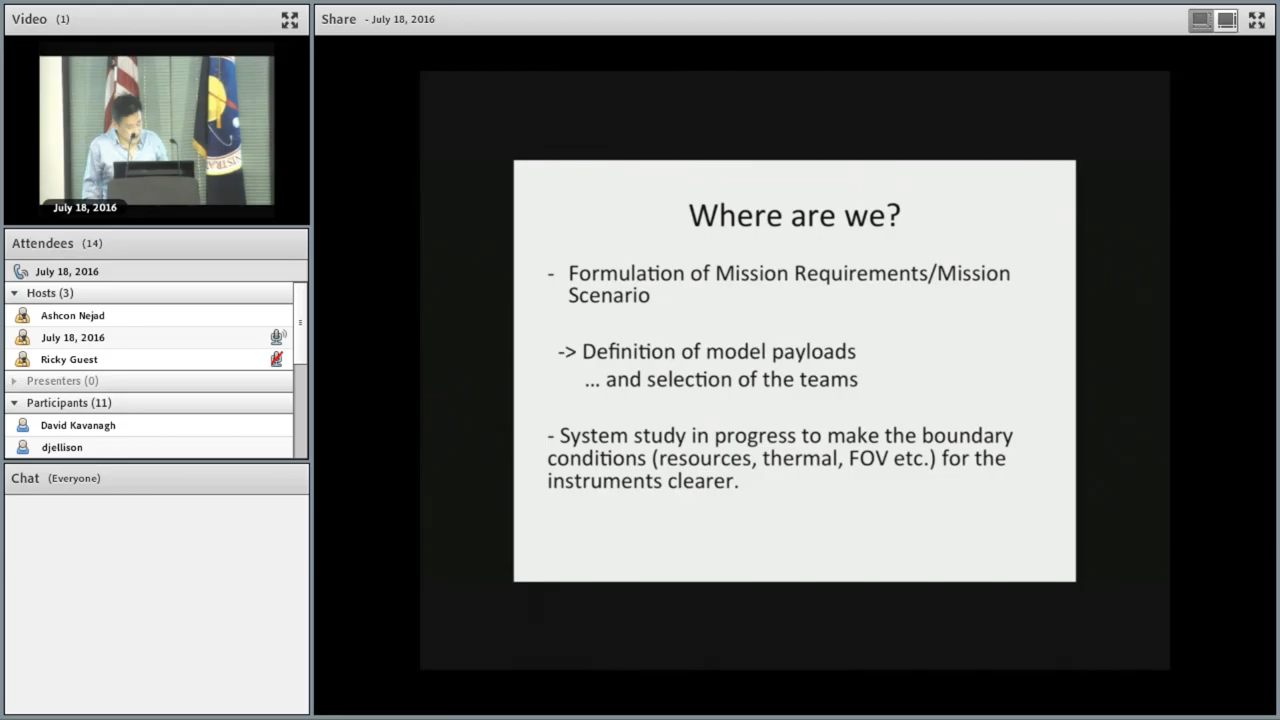 Video (1)
July 18, 2016
Attendees (14)
July 18, 2016
Hosts (3)
Ashcon Nejad
July 18, 2016
Ricky Guest
Presenters (0)
Participants (11)
David Kavanagh
djellison
Chat (Everyone)
Share - July 18, 2016
Where are we?
- Formulation of Mission Requirements/Mission
Scenario
-> Definition of model payloads
... and selection of the teams
- System study in progress to make the boundary
conditions (resources, thermal, FOV etc.) for the
instruments clearer.